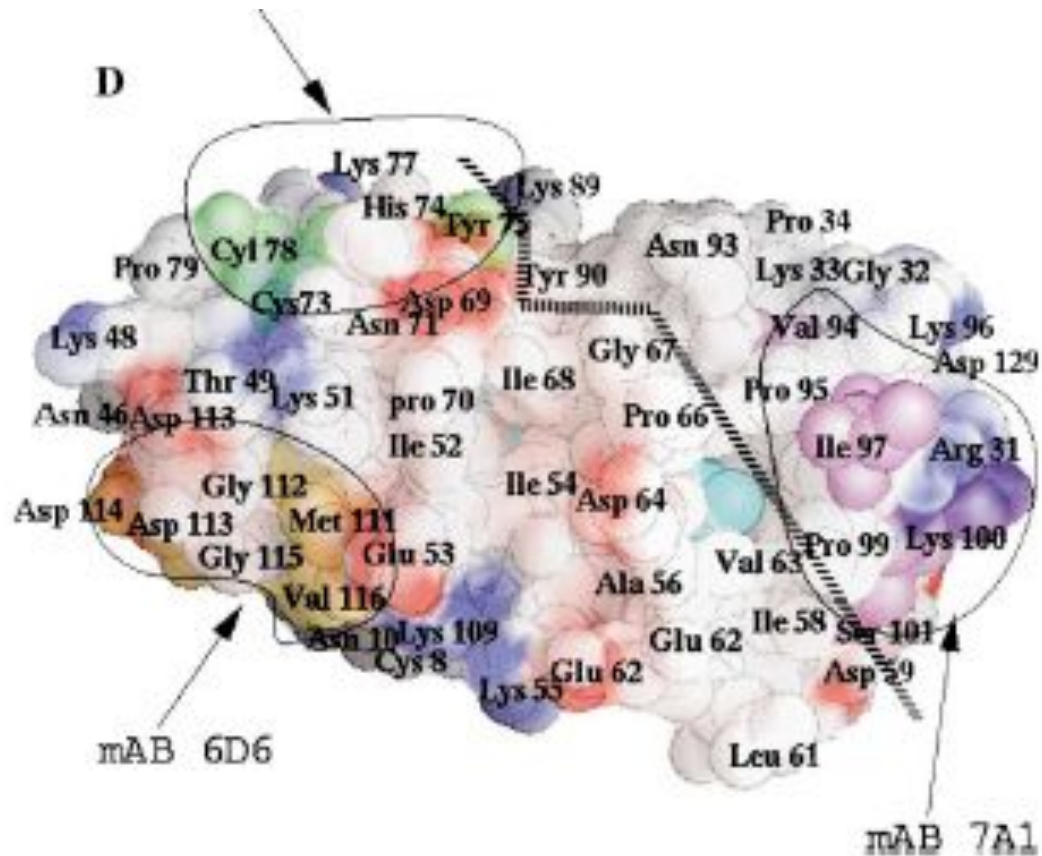 D
Lys 77
Lys 89
His 74
Tyr 75
Pro 34
Asn 93
Cyl 78
Pro 79
Tyr 90
Lys 33
Gly 32
Cys73
Asp 69
Asn 71
Val 94
Lys 96
Lys 48
Gly 67
Asp 129
Thr 49
Lys 51
Ile 68
Pro 95
pro 70
Asn 46
Asp 113
Pro 66
Ile 52
Ile 97
Arg 31
Gly 112
Ile 54
Asp 64
Asp 114
Asp 113
Met 111
Gly 115
Glu 53
Val 63
Pro 99
Lys 100
Val 116
Ala 56
Asn 10
Lys 109
Glu 62
Ile 58
Ser 101
Cys 8
Lys 55
Glu 62
Asp
Leu 61
mAB 6D6
mAB 7A1